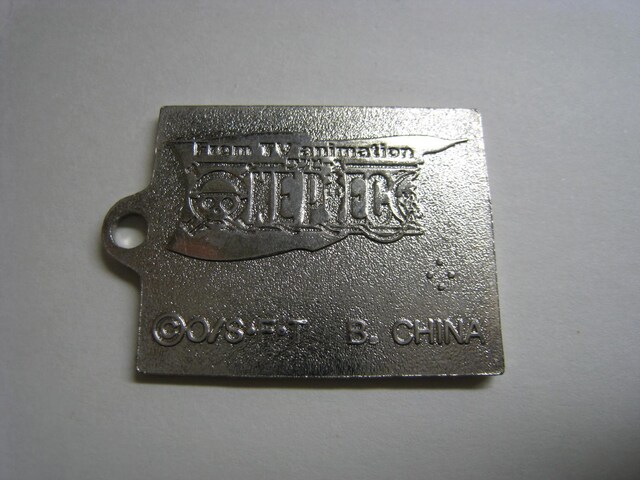 From TV animation
ONE PIECE
©O/S·F·T B. CHINA